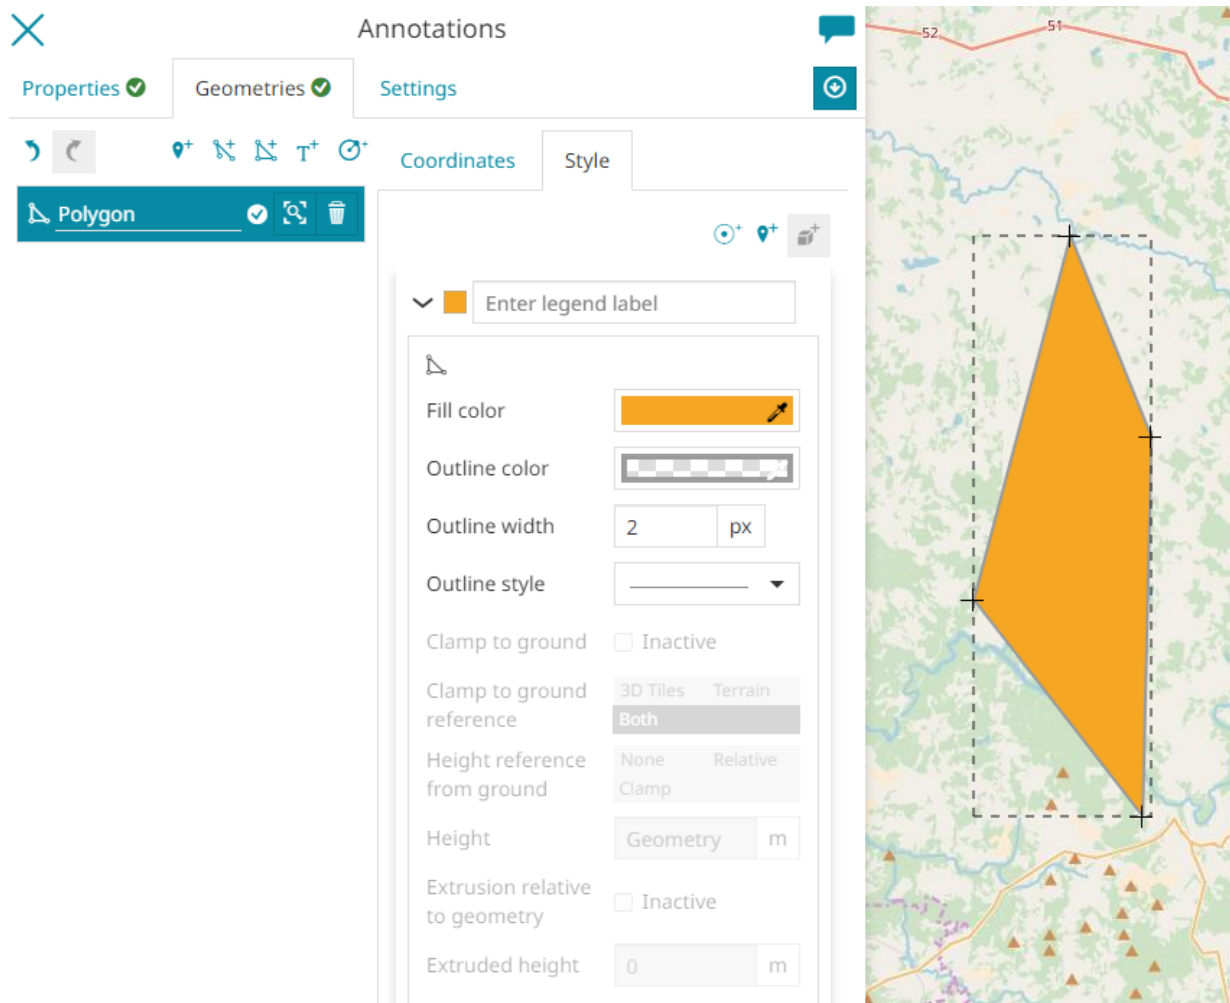 Annotations
Properties
Geometries
Settings
T
Polygon
Coordinates
Style
Enter legend label
Fill color
Outline color
Outline width
2
px
Outline style
Clamp to ground
Inactive
Clamp to ground
reference
3D Tiles
Terrain
Both
Height reference
from ground
None
Relative
Clamp
Height
Geometry
m
Extrusion relative
to geometry
Inactive
Extruded height
0
m
52
51